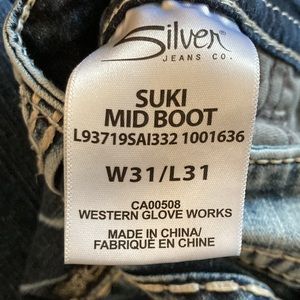 Silver
JEANS CO.
SUKI
MID BOOT
L93719SAI332 1001636
W31/L31
CA00508
WESTERN GLOVE WORKS
MADE IN CHINA/
FABRIQUÉ EN CHINE